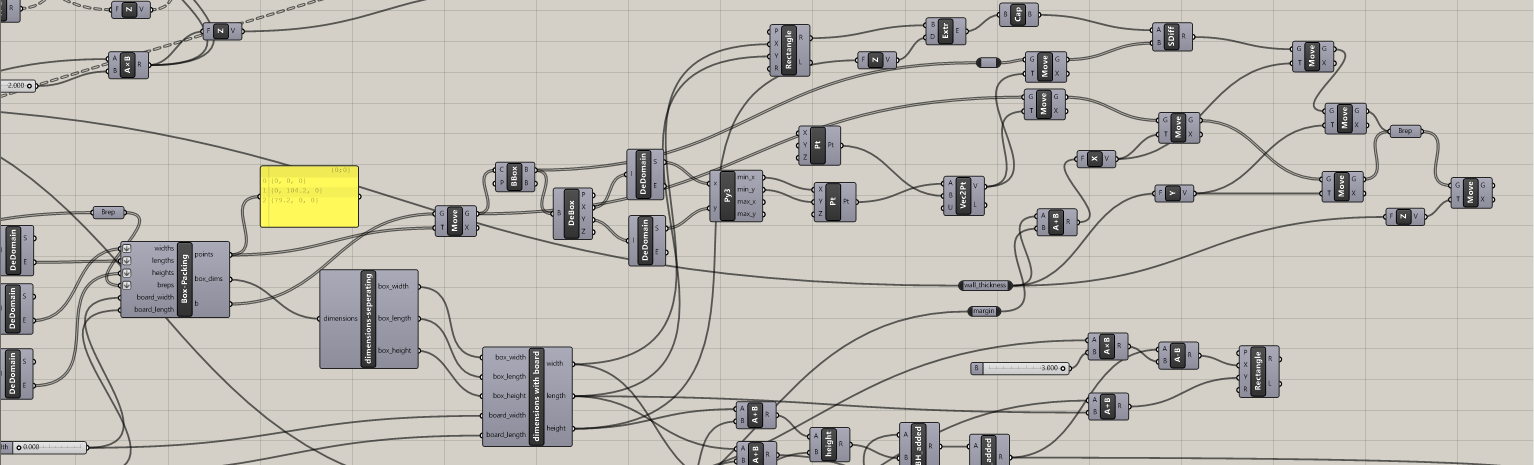 R
F Z V
F Z V
A B A×B R
2.000
Brep
DeDomain S E
DeDomain S E
DeDomain S E
widths
lengths
heights
breps
board_width
board_length
Box-Packing
points
box_dims
b
{0;0}
0 {0, 0, 0}
1 {0, 104.2, 0}
2 {79.2, 0, 0}
dimensions
dimensions-seperating
box_width
box_length
box_height
G T Move G X
C P BBox B B
B DeBox P X Y Z
I DeDomain S E
I DeDomain S E
box_width
box_length
box_height
board_width
board_length
dimensions with board
width
length
height
x y Py3 min_x min_y max_x max_y
P X Y R Rectangle R L
F Z V
B D Extr E
B Cap B
A B SDiff R
G T Move G X
G T Move G X
X Y Z Pt Pt
X Y Z Pt Pt
A B U Vec2Pt V L
A B A+B R
F X V
G T Move G X
F Y V
G T Move G X
G T Move G X
G T Move G X
Brep
F Z V
G T Move G X
wall_thickness
margin
B 3.000
A B A×B R
A B A-B R
A B A+B R
P X Y R Rectangle R L
A B A+B R
A B A+B R
A B height R
A B BH_added R
A added R
0.000